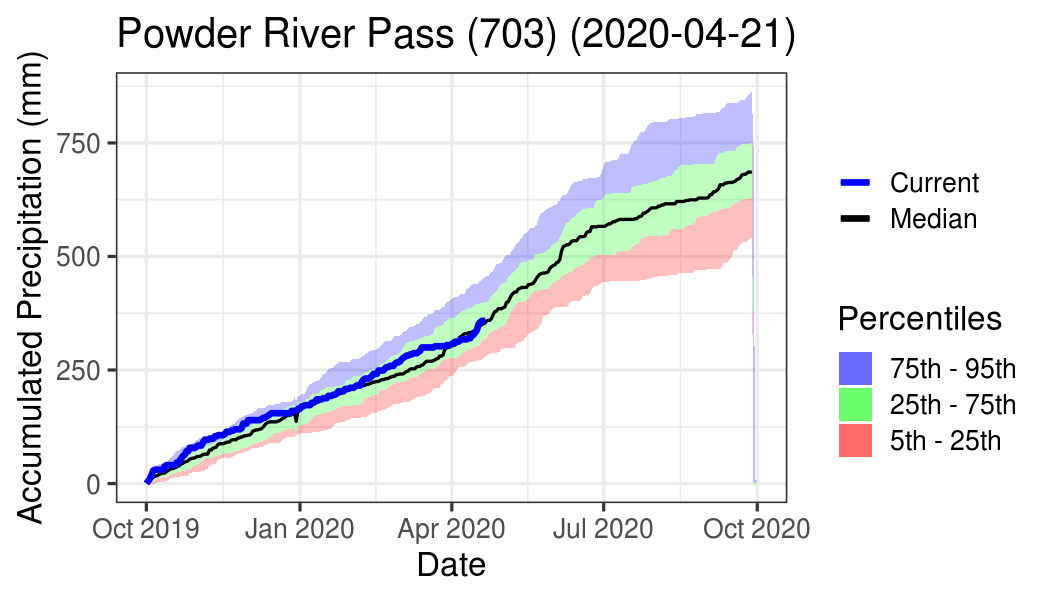 Powder River Pass (703) (2020-04-21)
Accumulated Precipitation (mm)
750
500
250
0
Oct 2019
Jan 2020
Apr 2020
Jul 2020
Oct 2020
Date
Current
Median
Percentiles
75th - 95th
25th - 75th
5th - 25th